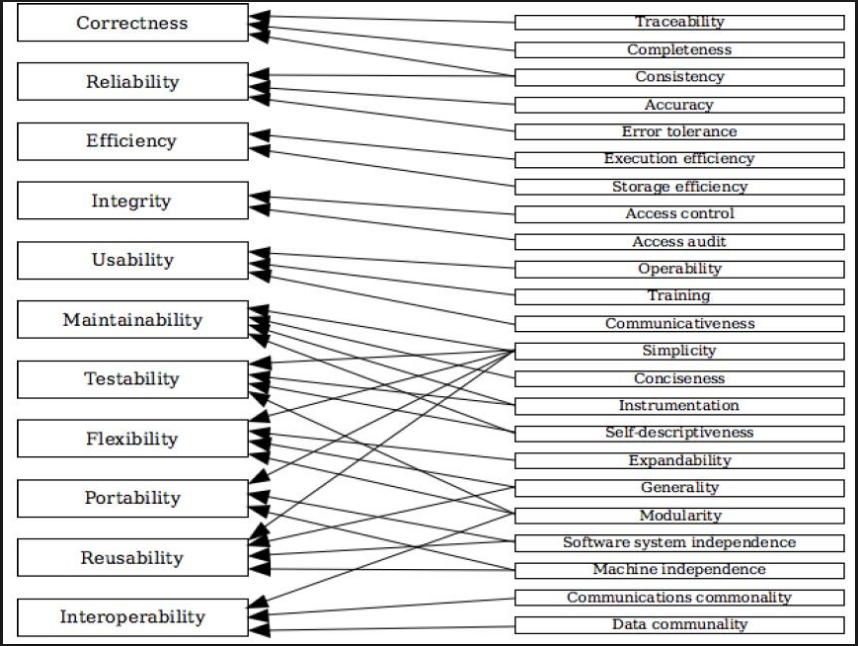 Correctness
Reliability
Efficiency
Integrity
Usability
Maintainability
Testability
Flexibility
Portability
Reusability
Interoperability
Traceability
Completeness
Consistency
Accuracy
Error tolerance
Execution efficiency
Storage efficiency
Access control
Access audit
Operability
Training
Communicativeness
Simplicity
Conciseness
Instrumentation
Self-descriptiveness
Expandability
Generality
Modularity
Software system independence
Machine independence
Communications commonality
Data communality